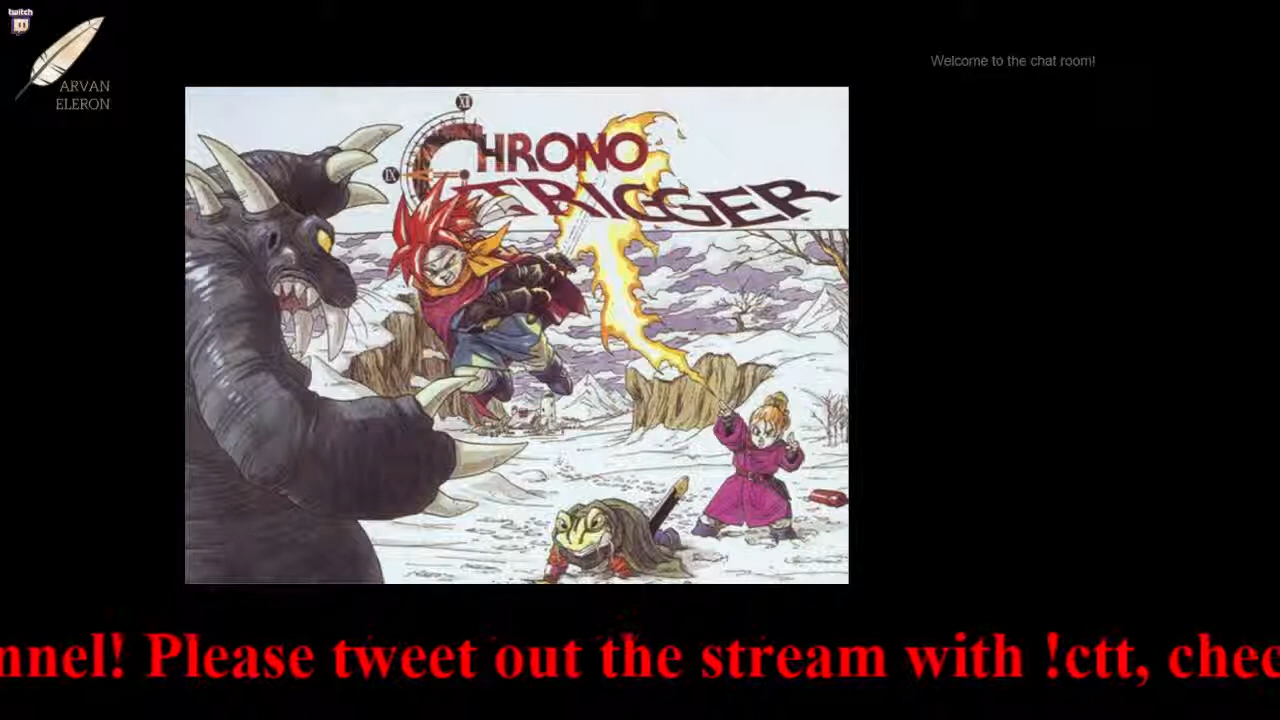 twitch
ARVAN
ELERON
Welcome to the chat room!
XII
IX
CHRONO
TRIGGER
nnel! Please tweet out the stream with !ctt, chec